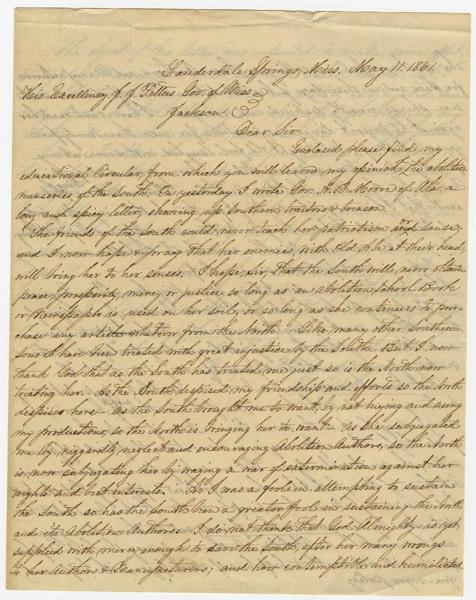 Lauderdale Springs, Miss. May 11. 1861
His Excellency, J. J. Pettus Gov. of Miss
Jackson
Dear Sir
Enclosed please find my
educational Circular, from which you will learn my opinion, the abolition
nurseries of the South. On yesterday I wrote Gov. A. B. Moore of Ala. a
long and spicy letter, showing up Southern traitors & treason.
The friends of the South could never teach her patriotism or sense,
and I now hope & pray that her enemies, with Old Abe at their head,
will bring her to her senses. I hope, Sir, that the South will never obtain
peace, prosperity, mercy or justice so long as an abolition School Book
or Newspaper is used on her soil, or so long as she continues to pur-
chase any article whatever from the North. Like many other Southern
sons I have been treated with great injustice by the South. But I now
thank God that as the South has treated me just so is the North now
treating her. As the South despised my friendship and efforts so the North
despises hers. As the South brought me to want, by not buying and using
my productions, so the North is bringing her to want. As she subjugated
me by niggardly neglect and encouraging Abolition Authors, so the North
is now subjugating her by waging a war of extermination against her
rights and best interests. As I was a fool in attempting to sustain
the South so has the South been a greater fool in sustaining the North
and its Abolition Authors. I do not think that God Almighty is yet
supplied with mercy enough to save the South, after her many wrongs
to her Authors & Manufacturers; and how contemptible and humiliated